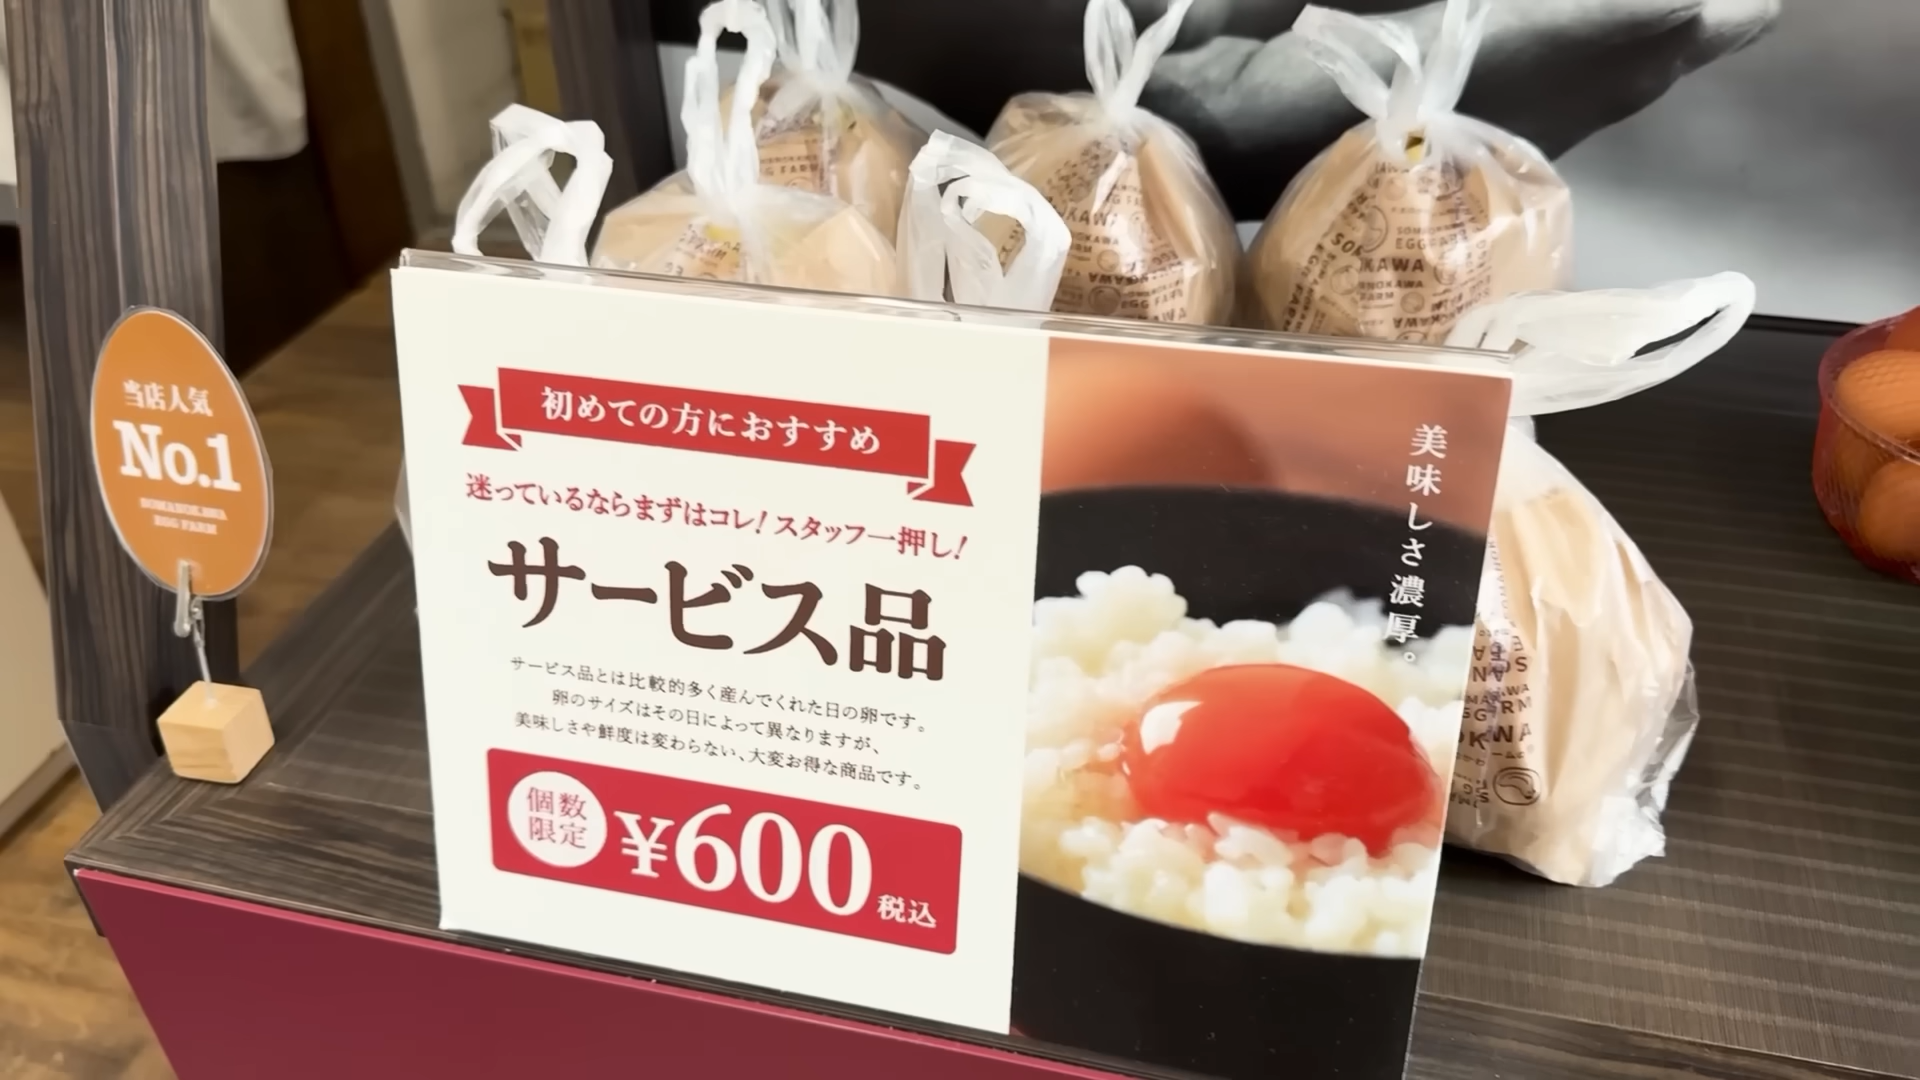 当店人気
No.1
SOMANOKAWA
EGG FARM
初めての方におすすめ
迷っているならまずはコレ！スタッフ一押し！
サービス品
サービス品とは比較的多く産んでくれた日の卵です。
卵のサイズはその日によって異なりますが、
美味しさや鮮度は変わらない、大変お得な商品です。
個数
限定
¥600
税込
美味しさ濃厚。